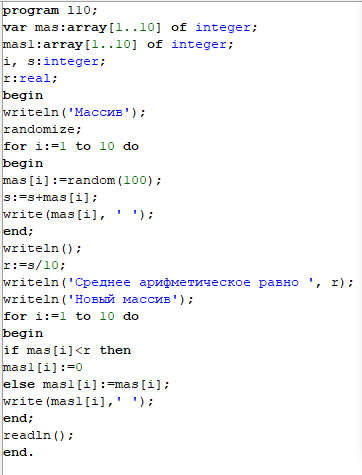 program l10;
var mas:array[1..10] of integer;
mas1:array[1..10] of integer;
i, s:integer;
r:real;
begin
writeln('Массив');
randomize;
for i:=1 to 10 do
begin
mas[i]:=random(100);
s:=s+mas[i];
write(mas[i], ' ');
end;
writeln();
r:=s/10;
writeln('Среднее арифметическое равно ', r);
writeln('Новый массив');
for i:=1 to 10 do
begin
if mas[i]<r then
mas1[i]:=0
else mas1[i]:=mas[i];
write(mas1[i],' ');
end;
readln();
end.